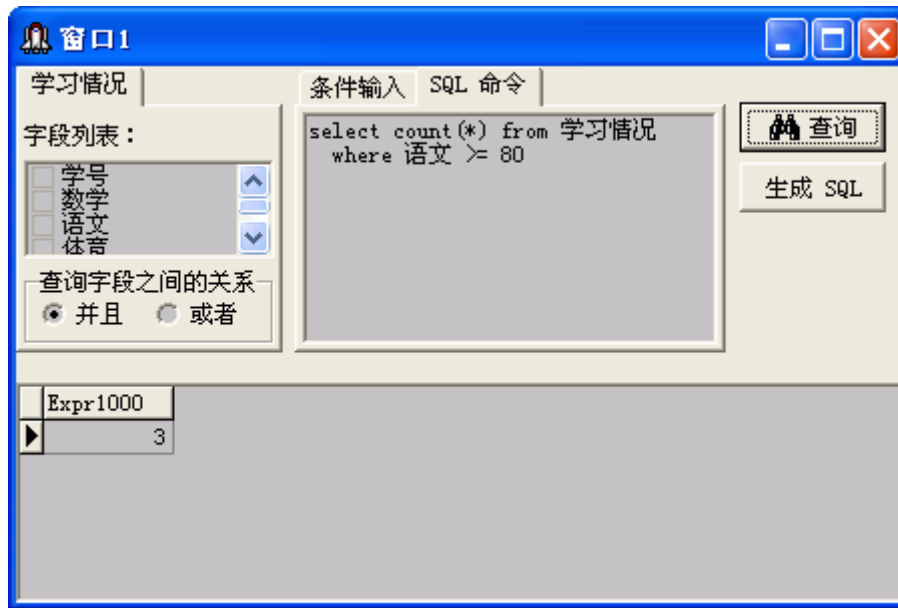 窗口1
学习情况
条件输入 SQL 命令
字段列表：
学号
数学
语文
体育
查询字段之间的关系
并且 或者
select count(*) from 学习情况
where 语文 >= 80
查询
生成 SQL
Expr1000
3